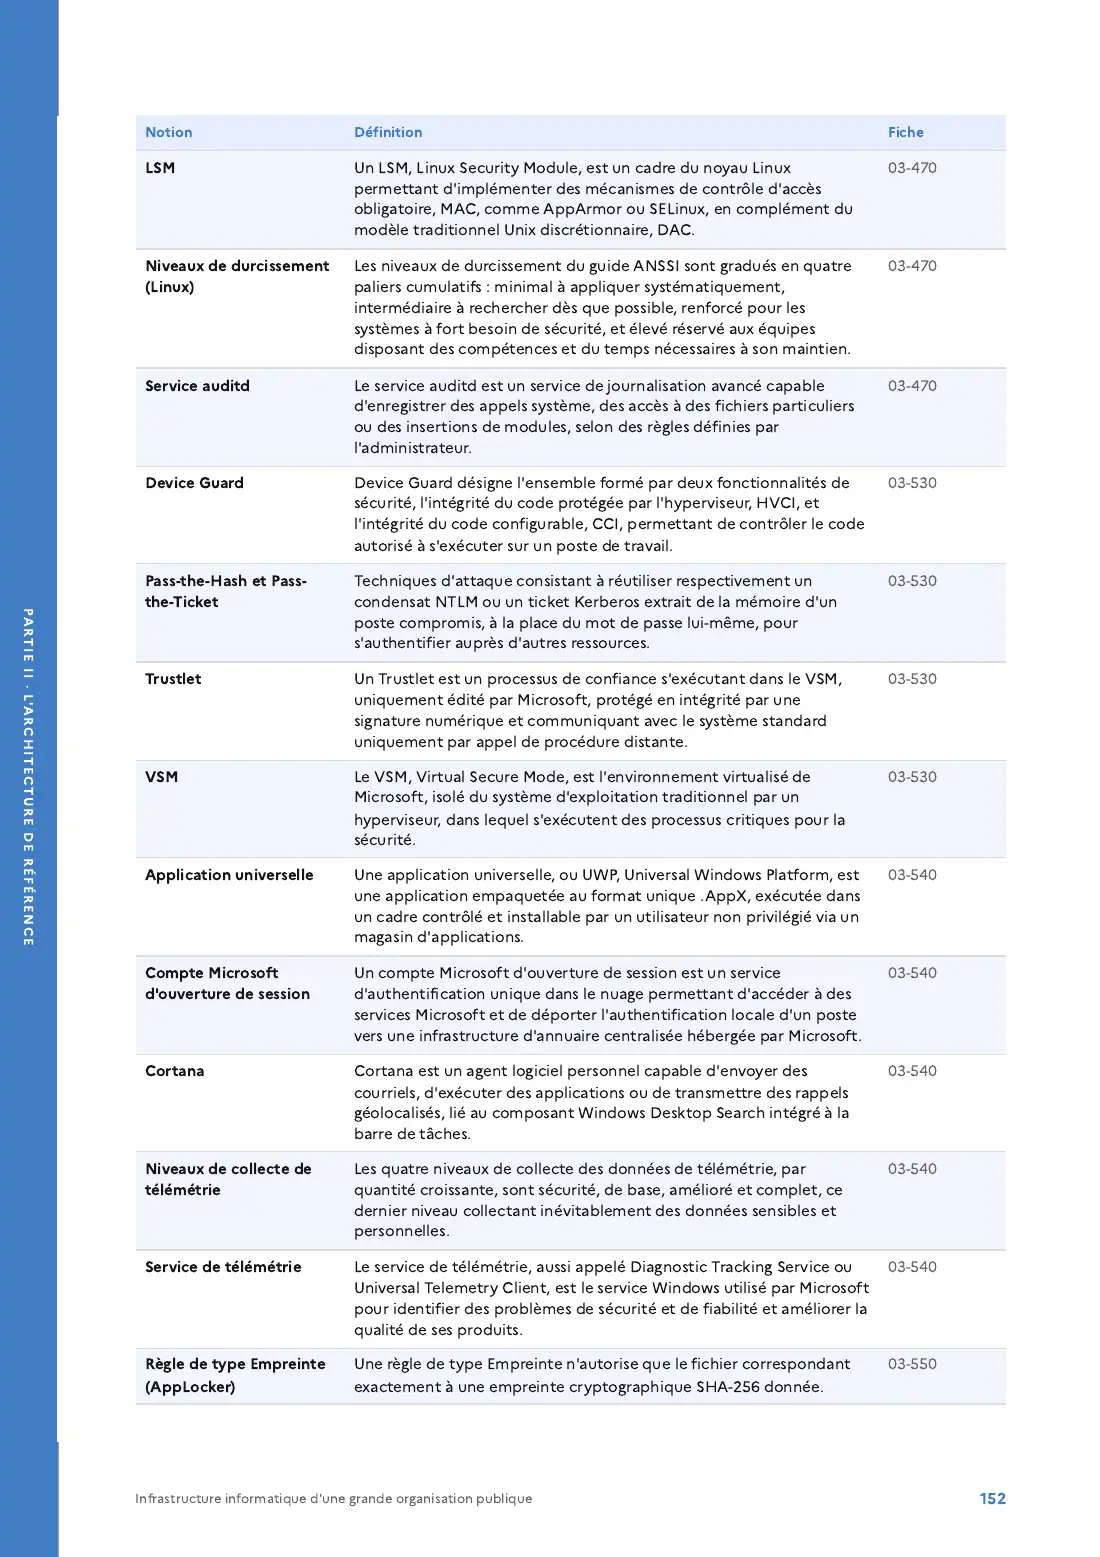 Notion Définition Fiche
LSM Un LSM, Linux Security Module, est un cadre du noyau Linux 03-470
permettant d'implémenter des mécanismes de contrôle d'accès
obligatoire, MAC, comme AppArmor ou SELinux, en complément du
modèle traditionnel Unix discrétionnaire, DAC.
Niveaux de durcissement Les niveaux de durcissement du guide ANSSI sont gradués en quatre 03-470
(Linux) paliers cumulatifs : minimal à appliquer systématiquement,
intermédiaire à rechercher dès que possible, renforcé pour les
systèmes à fort besoin de sécurité, et élevé réservé aux équipes
disposant des compétences et du temps nécessaires à son maintien.
Service auditd Le service auditd est un service de journalisation avancé capable 03-470
d'enregistrer des appels système, des accès à des fichiers particuliers
ou des insertions de modules, selon des règles définies par
l'administrateur.
Device Guard Device Guard désigne l'ensemble formé par deux fonctionnalités de 03-530
sécurité, l'intégrité du code protégée par l'hyperviseur, HVCI, et
l'intégrité du code configurable, CCI, permettant de contrôler le code
autorisé à s'exécuter sur un poste de travail.
Pass-the-Hash et Pass- Techniques d'attaque consistant à réutiliser respectivement un 03-530
the-Ticket condensat NTLM ou un ticket Kerberos extrait de la mémoire d'un
poste compromis, à la place du mot de passe lui-même, pour
s'authentifier auprès d'autres ressources.
Trustlet Un Trustlet est un processus de confiance s'exécutant dans le VSM, 03-530
uniquement édité par Microsoft, protégé en intégrité par une
signature numérique et communiquant avec le système standard
uniquement par appel de procédure distante.
VSM Le VSM, Virtual Secure Mode, est l'environnement virtualisé de 03-530
Microsoft, isolé du système d'exploitation traditionnel par un
hyperviseur, dans lequel s'exécutent des processus critiques pour la
sécurité.
Application universelle Une application universelle, ou UWP, Universal Windows Platform, est 03-540
une application empaquetée au format unique .AppX, exécutée dans
un cadre contrôlé et installable par un utilisateur non privilégié via un
magasin d'applications.
Compte Microsoft Un compte Microsoft d'ouverture de session est un service 03-540
d'ouverture de session d'authentification unique dans le nuage permettant d'accéder à des
services Microsoft et de déporter l'authentification locale d'un poste
vers une infrastructure d'annuaire centralisée hébergée par Microsoft.
Cortana Cortana est un agent logiciel personnel capable d'envoyer des 03-540
courriels, d'exécuter des applications ou de transmettre des rappels
géolocalisés, lié au composant Windows Desktop Search intégré à la
barre de tâches.
Niveaux de collecte de Les quatre niveaux de collecte des données de télémétrie, par 03-540
télémétrie quantité croissante, sont sécurité, de base, amélioré et complet, ce
dernier niveau collectant inévitablement des données sensibles et
personnelles.
Service de télémétrie Le service de télémétrie, aussi appelé Diagnostic Tracking Service ou 03-540
Universal Telemetry Client, est le service Windows utilisé par Microsoft
pour identifier des problèmes de sécurité et de fiabilité et améliorer la
qualité de ses produits.
Règle de type Empreinte Une règle de type Empreinte n'autorise que le fichier correspondant 03-550
(AppLocker) exactement à une empreinte cryptographique SHA-256 donnée.
PARTIE II · L'ARCHITECTURE DE RÉFÉRENCE
Infrastructure informatique d'une grande organisation publique 152